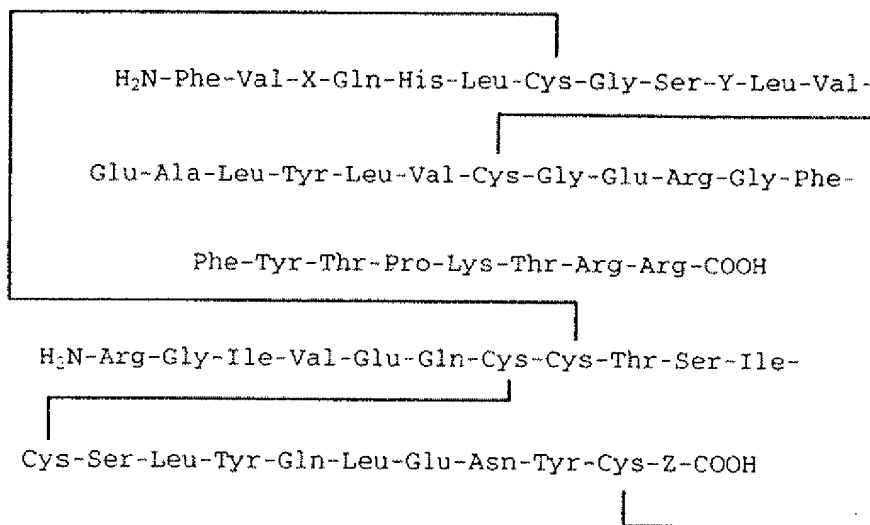 H₂N-Phe-Val-X-Gln-His-Leu-Cys-Gly-Ser-Y-Leu-Val-
Glu-Ala-Leu-Tyr-Leu-Val-Cys-Gly-Glu-Arg-Gly-Phe-
Phe-Tyr-Thr-Pro-Lys-Thr-Arg-Arg-COOH
H₂N-Arg-Gly-Ile-Val-Glu-Gln-Cys-Cys-Thr-Ser-Ile-
Cys-Ser-Leu-Tyr-Gln-Leu-Glu-Asn-Tyr-Cys-Z-COOH